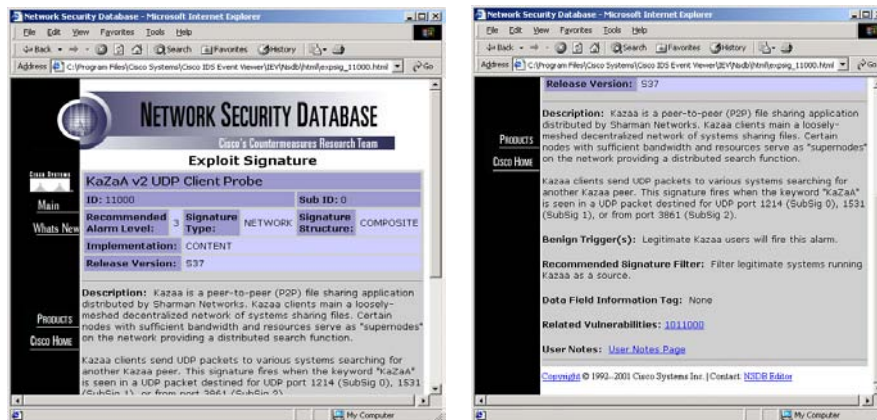 Network Security Database - Microsoft Internet Explorer
File Edit View Favorites Tools Help
Back Search Favorites History
Address C:\Program Files\Cisco Systems\Cisco IDS Event Viewer\IEV\Nsdb\html\expsig_11000.html Go
NETWORK SECURITY DATABASE
Cisco's Countermeasures Research Team
Exploit Signature
CISCO SYSTEMS
Main
Whats New
PRODUCTS
CISCO HOME
KaZaA v2 UDP Client Probe
ID: 11000 Sub ID: 0
Recommended Alarm Level: 3 Signature Type: NETWORK Signature Structure: COMPOSITE
Implementation: CONTENT
Release Version: S37
Description: Kazaa is a peer-to-peer (P2P) file sharing application
distributed by Sharman Networks. Kazaa clients main a loosely-
meshed decentralized network of systems sharing files. Certain
nodes with sufficient bandwidth and resources serve as "supernodes"
on the network providing a distributed search function.
Kazaa clients send UDP packets to various systems searching for
another Kazaa peer. This signature fires when the keyword "KaZaA"
is seen in a UDP packet destined for UDP port 1214 (SubSig 0), 1531
(SubSig 1), or from port 3861 (SubSig 2).
My Computer
Network Security Database - Microsoft Internet Explorer
File Edit View Favorites Tools Help
Back Search Favorites History
Address C:\Program Files\Cisco Systems\Cisco IDS Event Viewer\IEV\Nsdb\html\expsig_11000.html Go
Release Version: S37
PRODUCTS
CISCO HOME
Description: Kazaa is a peer-to-peer (P2P) file sharing application
distributed by Sharman Networks. Kazaa clients main a loosely-
meshed decentralized network of systems sharing files. Certain
nodes with sufficient bandwidth and resources serve as "supernodes"
on the network providing a distributed search function.
Kazaa clients send UDP packets to various systems searching for
another Kazaa peer. This signature fires when the keyword "KaZaA"
is seen in a UDP packet destined for UDP port 1214 (SubSig 0), 1531
(SubSig 1), or from port 3861 (SubSig 2).
Benign Trigger(s): Legitimate Kazaa users will fire this alarm.
Recommended Signature Filter: Filter legitimate systems running
Kazaa as a source.
Data Field Information Tag: None
Related Vulnerabilities: 1011000
User Notes: User Notes Page
Copyright © 1992--2001 Cisco Systems Inc. | Contact: NSDB Editor
My Computer